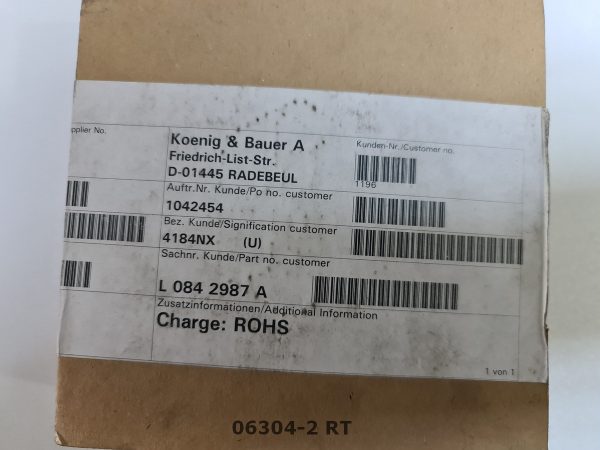 pplier No.
Koenig & Bauer A
Friedrich-List-Str.
D-01445 RADEBEUL
Kunden-Nr./Customer no.
1196
Auftr.Nr. Kunde/Po no. customer
1042454
Bez. Kunde/Signification customer
4184NX (U)
Sachnr. Kunde/Part no. customer
L 084 2987 A
Zusatzinformationen/Additional Information
Charge: ROHS
1 von 1
06304-2 RT